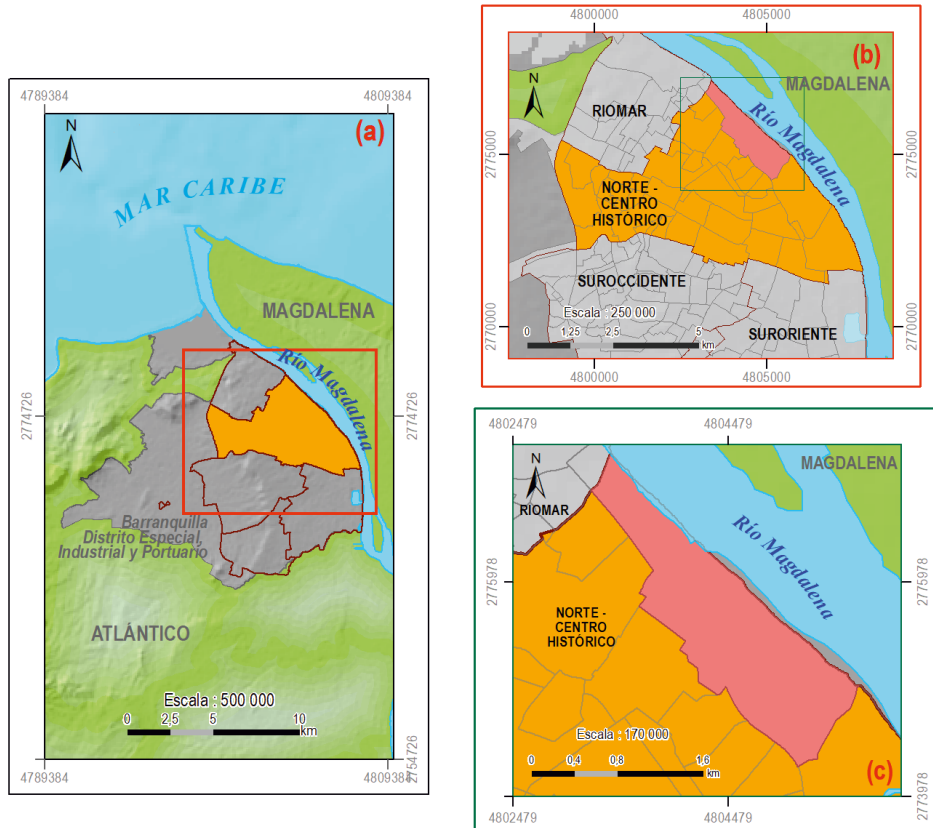 4789384
4809384
(a)
N
MAR CARIBE
MAGDALENA
Río Magdalena
2774726
2774726
Barranquilla
Distrito Especial,
Industrial y Portuario
ATLÁNTICO
Escala : 500 000
0 2,5 5 10
km
2754726
4789384
4809384
4800000
4805000
(b)
N
MAGDALENA
RIOMAR
Río Magdalena
2775000
2775000
NORTE -
CENTRO
HISTÓRICO
SUROCCIDENTE
Escala : 250 000
0 1,25 2,5 5
km
SURORIENTE
2770000
2770000
4800000
4805000
4802479
4804479
N
MAGDALENA
RIOMAR
Río Magdalena
2775978
2775978
NORTE -
CENTRO
HISTÓRICO
Escala : 170 000
0 0,4 0,8 1,6
km
(c)
2773978
4802479
4804479